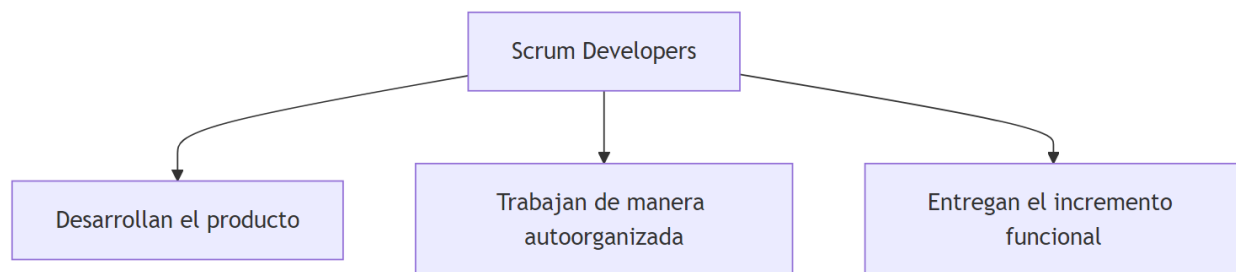 Scrum Developers
Desarrollan el producto
Trabajan de manera
autoorganizada
Entregan el incremento
funcional